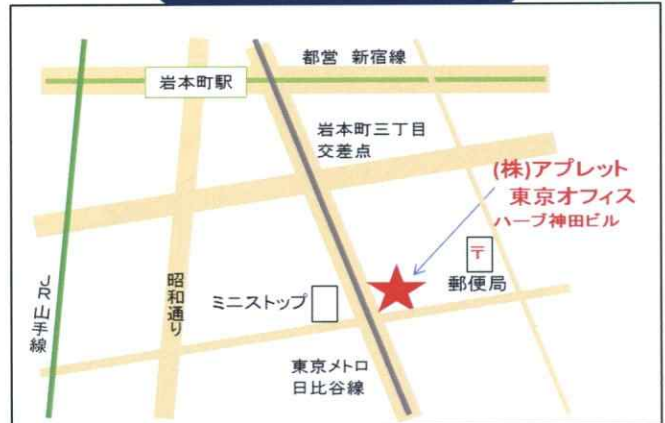 都営 新宿線
岩本町駅
岩本町三丁目
交差点
(株)アプレット
東京オフィス
ハーブ神田ビル
〒
郵便局
ミニストップ
昭和通り
JR山手線
東京メトロ
日比谷線